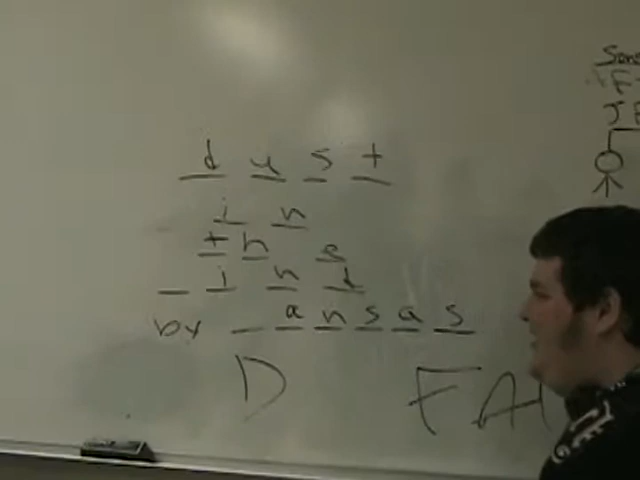 d u s t
i n
t h e
_ i n d
by _ a n s a s
D FA